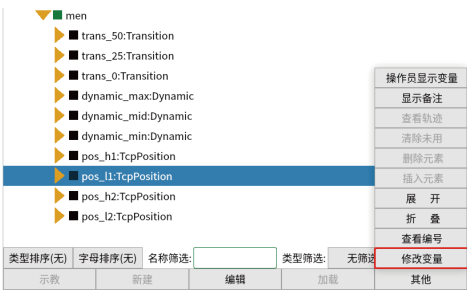 men
trans_50:Transition
trans_25:Transition
trans_0:Transition
dynamic_max:Dynamic
dynamic_mid:Dynamic
dynamic_min:Dynamic
pos_h1:TcpPosition
pos_l1:TcpPosition
pos_h2:TcpPosition
pos_l2:TcpPosition
操作员显示变量
显示备注
查看轨迹
清除未用
删除元素
插入元素
展 开
折 叠
查看编号
修改变量
类型排序(无) 字母排序(无) 名称筛选: 类型筛选: 无筛选
示教 新建 编辑 加载 其他